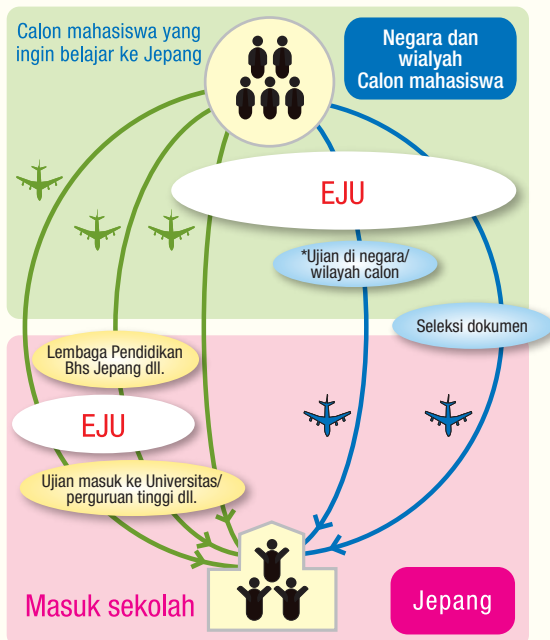 Calon mahasiswa yang
ingin belajar ke Jepang
Negara dan
wialyah
Calon mahasiswa
EJU
*Ujian di negara/
wilayah calon
Seleksi dokumen
Lembaga Pendidikan
Bhs Jepang dll.
EJU
Ujian masuk ke Universitas/
perguruan tinggi dll.
Masuk sekolah
Jepang